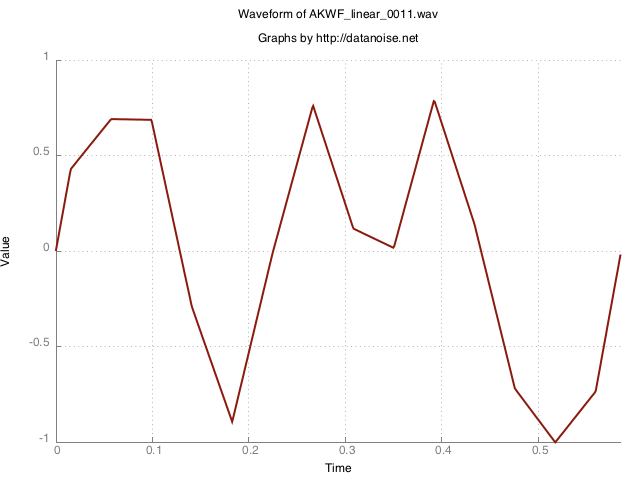 Waveform of AKWF_linear_0011.wav
Graphs by http://datanoise.net
1
0.5
0
-0.5
-1
Value
0 0.1 0.2 0.3 0.4 0.5
Time